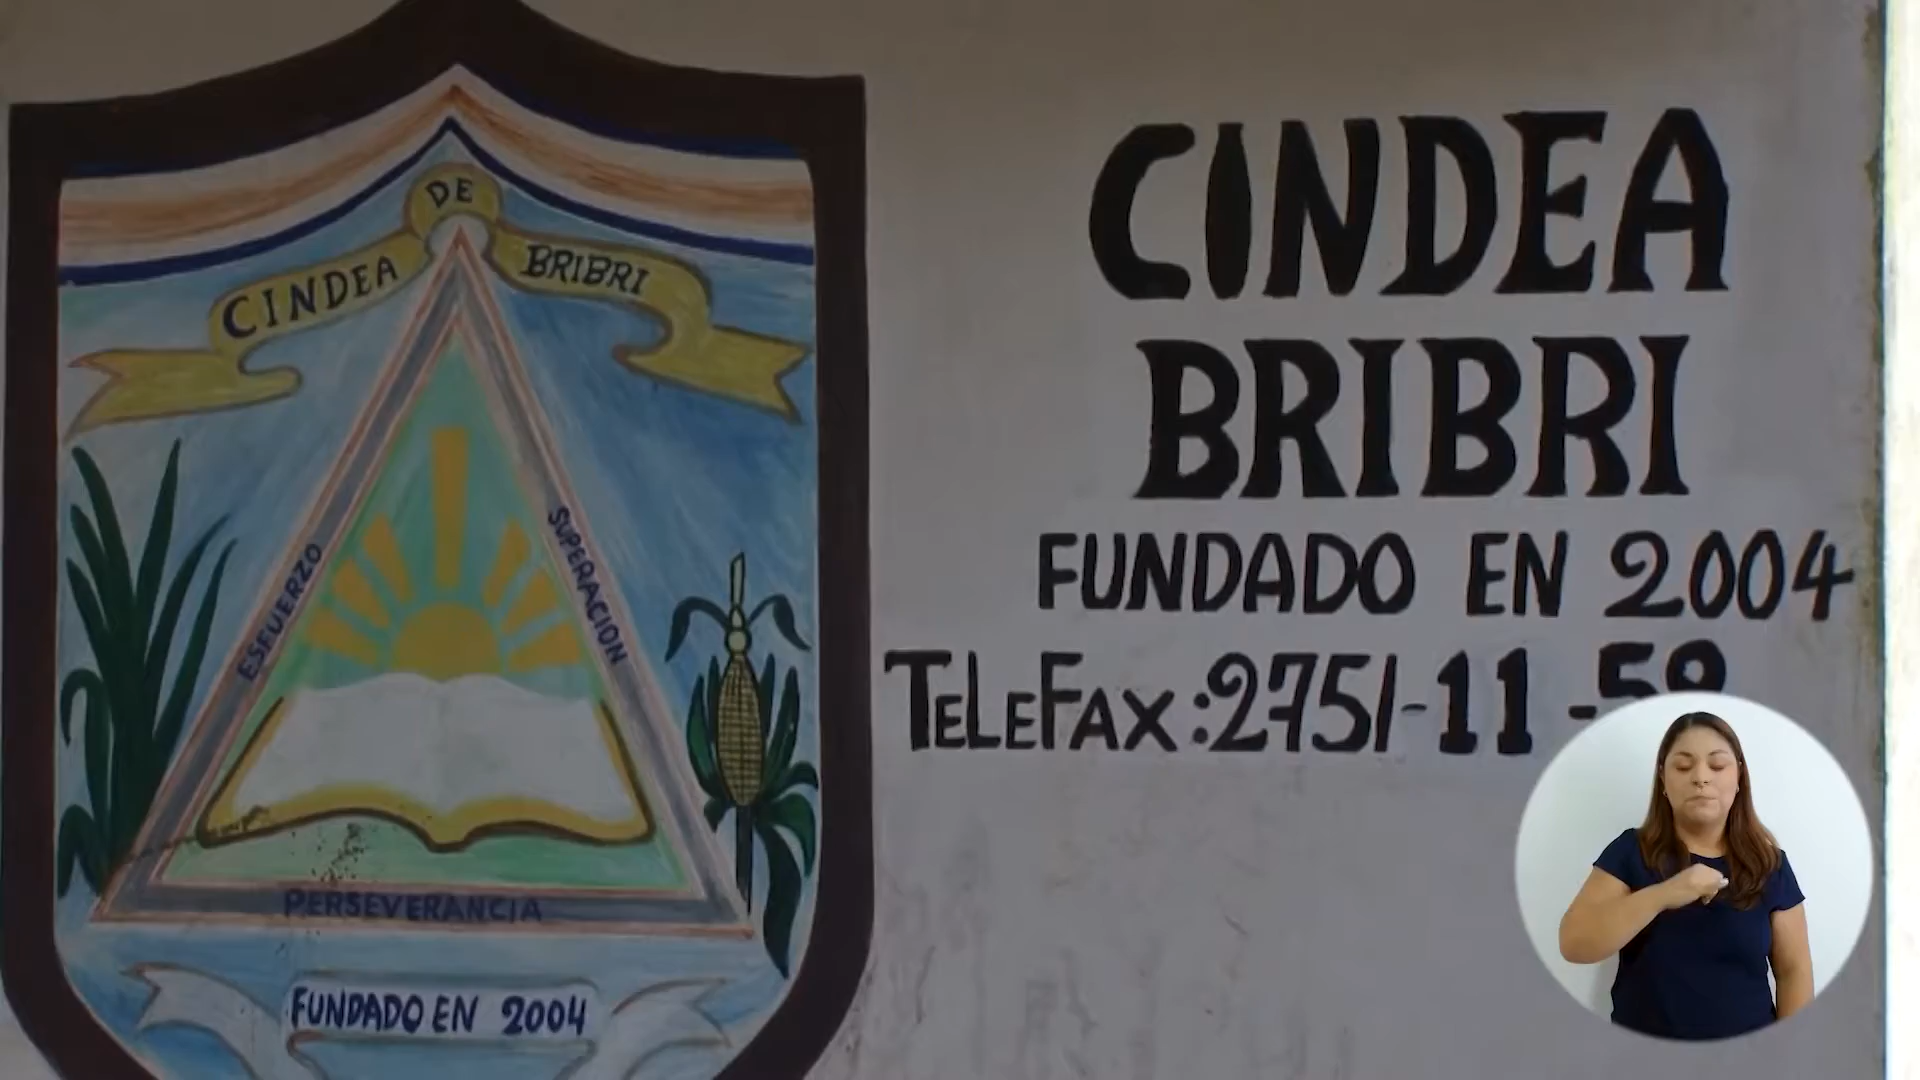 DE
CINDEA BRIBRI
ESFUERZO
SUPERACION
PERSEVERANCIA
FUNDADO EN 2004
CINDEA
BRIBRI
FUNDADO EN 2004
TELEFAX:2751-11-